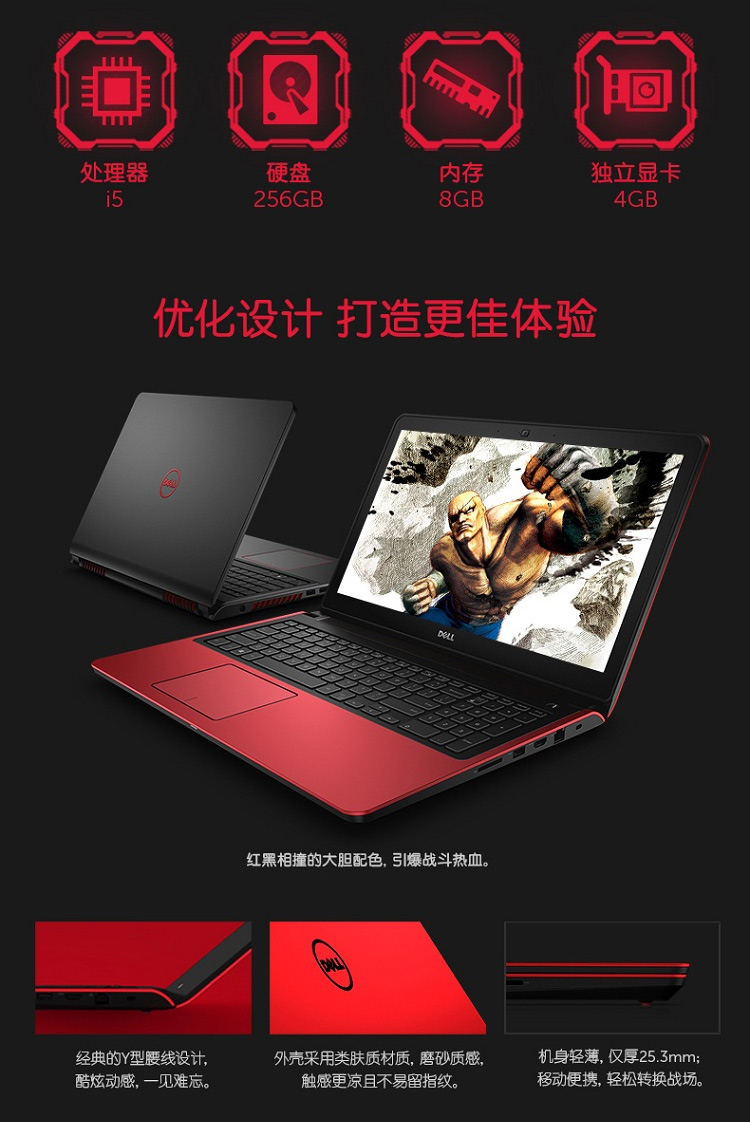 处理器 硬盘 内存 独立显卡
i5 256GB 8GB 4GB
优化设计 打造更佳体验
DELL
DELL
红黑相撞的大胆配色, 引爆战斗热血。
DELL
经典的Y型腰线设计,
酷炫动感, 一见难忘。
外壳采用类肤质材质, 磨砂质感,
触感更凉且不易留指纹。
机身轻薄, 仅厚25.3mm;
移动便携, 轻松转换战场。